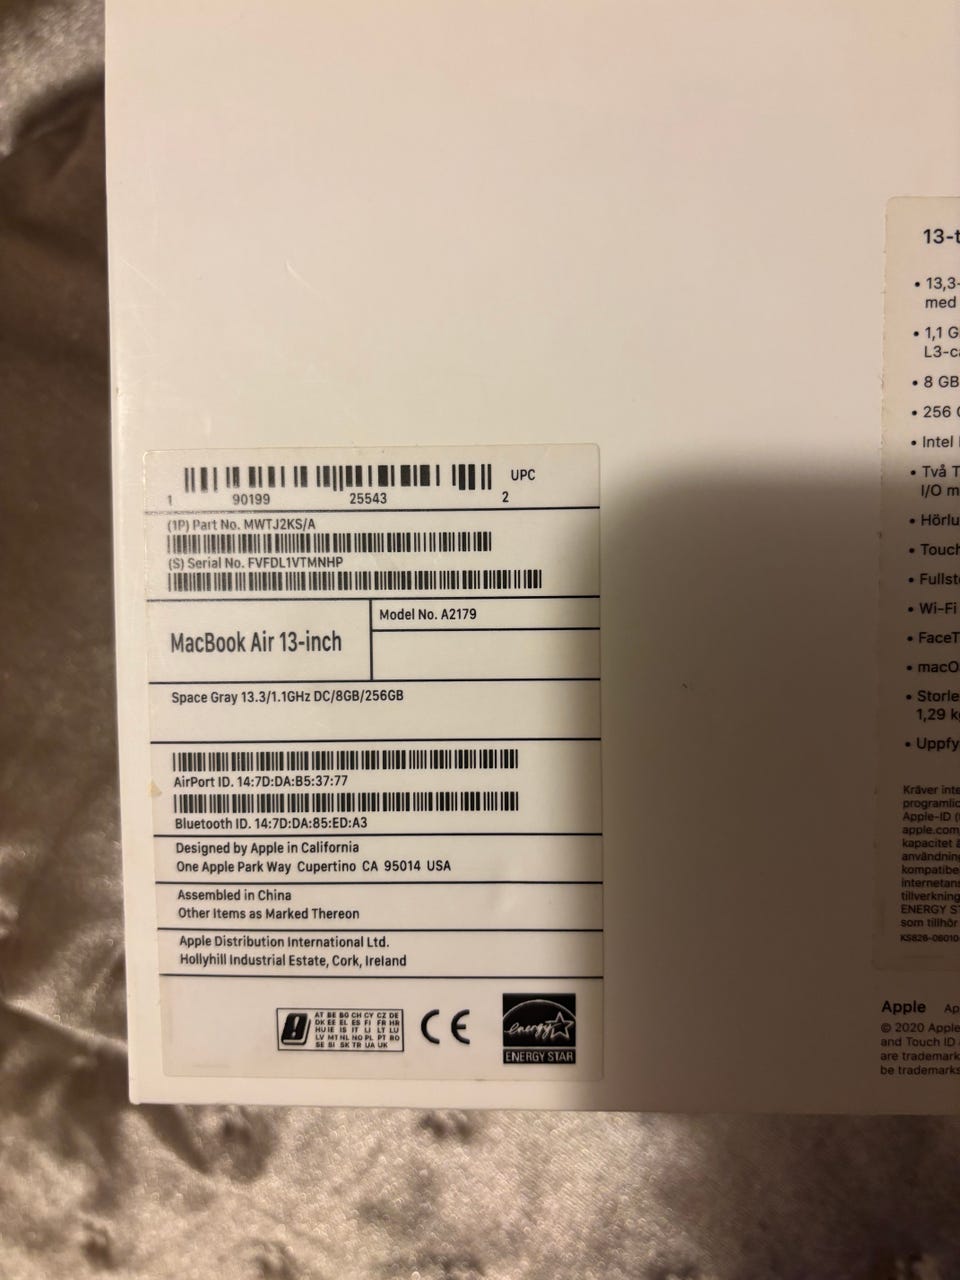 UPC
1 90199 25543 2
(1P) Part No. MWTJ2KS/A
(S) Serial No. FVFDL1VTMNHP
MacBook Air 13-inch
Model No. A2179
Space Gray 13.3/1.1GHz DC/8GB/256GB
AirPort ID. 14:7D:DA:B5:37:77
Bluetooth ID. 14:7D:DA:85:ED:A3
Designed by Apple in California
One Apple Park Way Cupertino CA 95014 USA
Assembled in China
Other Items as Marked Thereon
Apple Distribution International Ltd.
Hollyhill Industrial Estate, Cork, Ireland
AT BE BG CH CY CZ DE
DK EE EL ES FI FR HR
HU IE IS IT LI LT LU
LV MT NL NO PL PT RO
SE SI SK TR UA UK
CE
energy
ENERGY STAR
13-t
• 13,3-
med
• 1,1 G
L3-ca
• 8 GB
• 256 G
• Intel
• Två T
I/O m
• Hörlu
• Touch
• Fullst
• Wi-Fi
• FaceT
• macO
• Storle
1,29 kg
• Uppfy
Kräver inte
programlic
Apple-ID (
apple.com
kapacitet ä
användning
kompatibe
internetans
tillverkning
ENERGY ST
som tillhör
KS828-06010
Apple Ap
© 2020 Apple
and Touch ID
are trademark
be trademarks